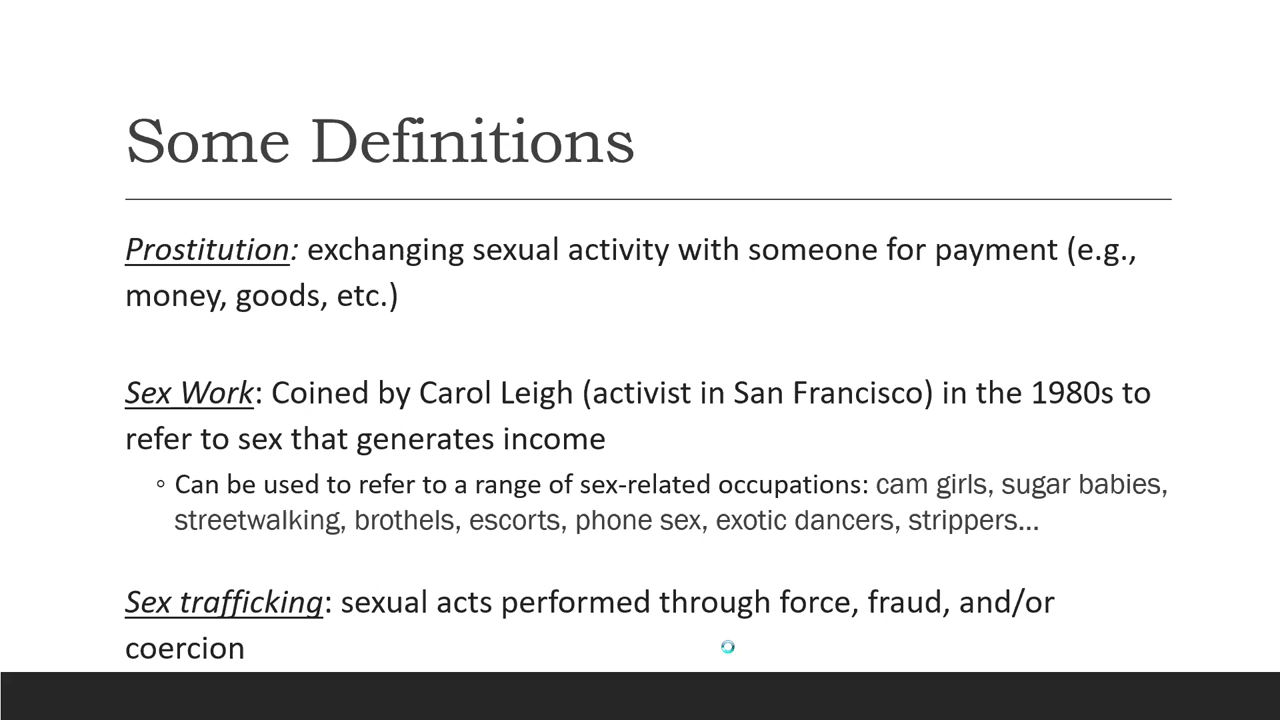 Some Definitions
Prostitution: exchanging sexual activity with someone for payment (e.g.,
money, goods, etc.)
Sex Work: Coined by Carol Leigh (activist in San Francisco) in the 1980s to
refer to sex that generates income
◦ Can be used to refer to a range of sex-related occupations: cam girls, sugar babies,
streetwalking, brothels, escorts, phone sex, exotic dancers, strippers...
Sex trafficking: sexual acts performed through force, fraud, and/or
coercion